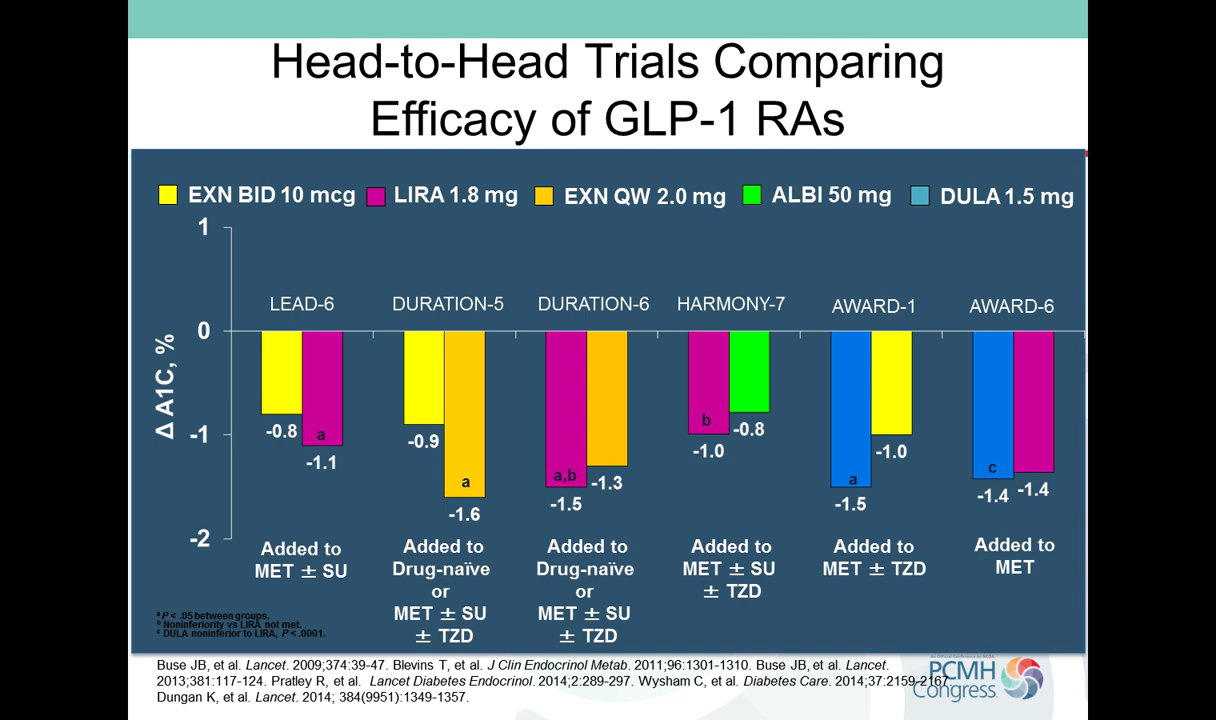 Head-to-Head Trials Comparing
Efficacy of GLP-1 RAs
EXN BID 10 mcg LIRA 1.8 mg EXN QW 2.0 mg ALBI 50 mg DULA 1.5 mg
1
LEAD-6 DURATION-5 DURATION-6 HARMONY-7 AWARD-1 AWARD-6
0
Δ A1C, %
-1
-2
-0.8
a
-1.1
-0.9
a
-1.6
a,b
-1.5
-1.3
b
-1.0
-0.8
a
-1.5
-1.0
c
-1.4
-1.4
Added to
MET ± SU
Added to
Drug-naïve
or
MET ± SU
± TZD
Added to
Drug-naïve
or
MET ± SU
± TZD
Added to
MET ± SU
± TZD
Added to
MET ± TZD
Added to
MET
a P < .05 between groups.
b Noninferiority vs LIRA not met.
c DULA noninferior to LIRA, P < .0001.
Buse JB, et al. Lancet. 2009;374:39-47. Blevins T, et al. J Clin Endocrinol Metab. 2011;96:1301-1310. Buse JB, et al. Lancet.
2013;381:117-124. Pratley R, et al. Lancet Diabetes Endocrinol. 2014;2:289-297. Wysham C, et al. Diabetes Care. 2014;37:2159-2167.
Dungan K, et al. Lancet. 2014; 384(9951):1349-1357.
PCMH
Congress